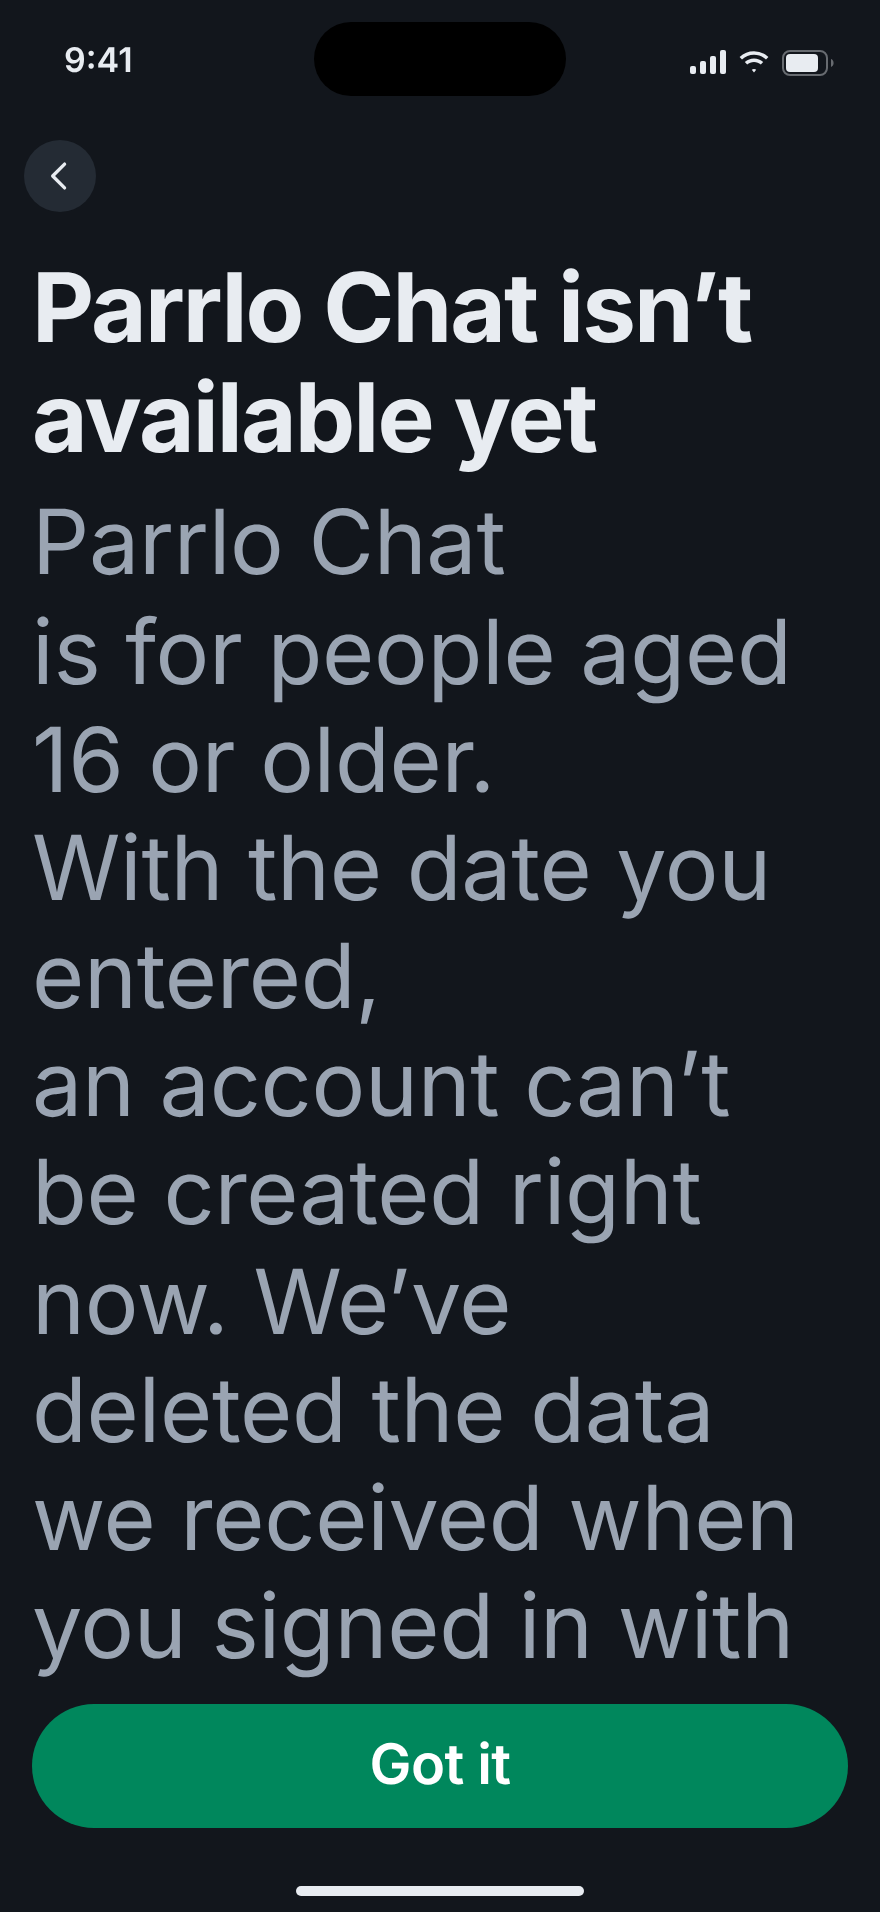 9:41
Parrlo Chat isn’t
available yet
Parrlo Chat
is for people aged
16 or older.
With the date you
entered,
an account can’t
be created right
now. We’ve
deleted the data
we received when
you signed in with
Got it